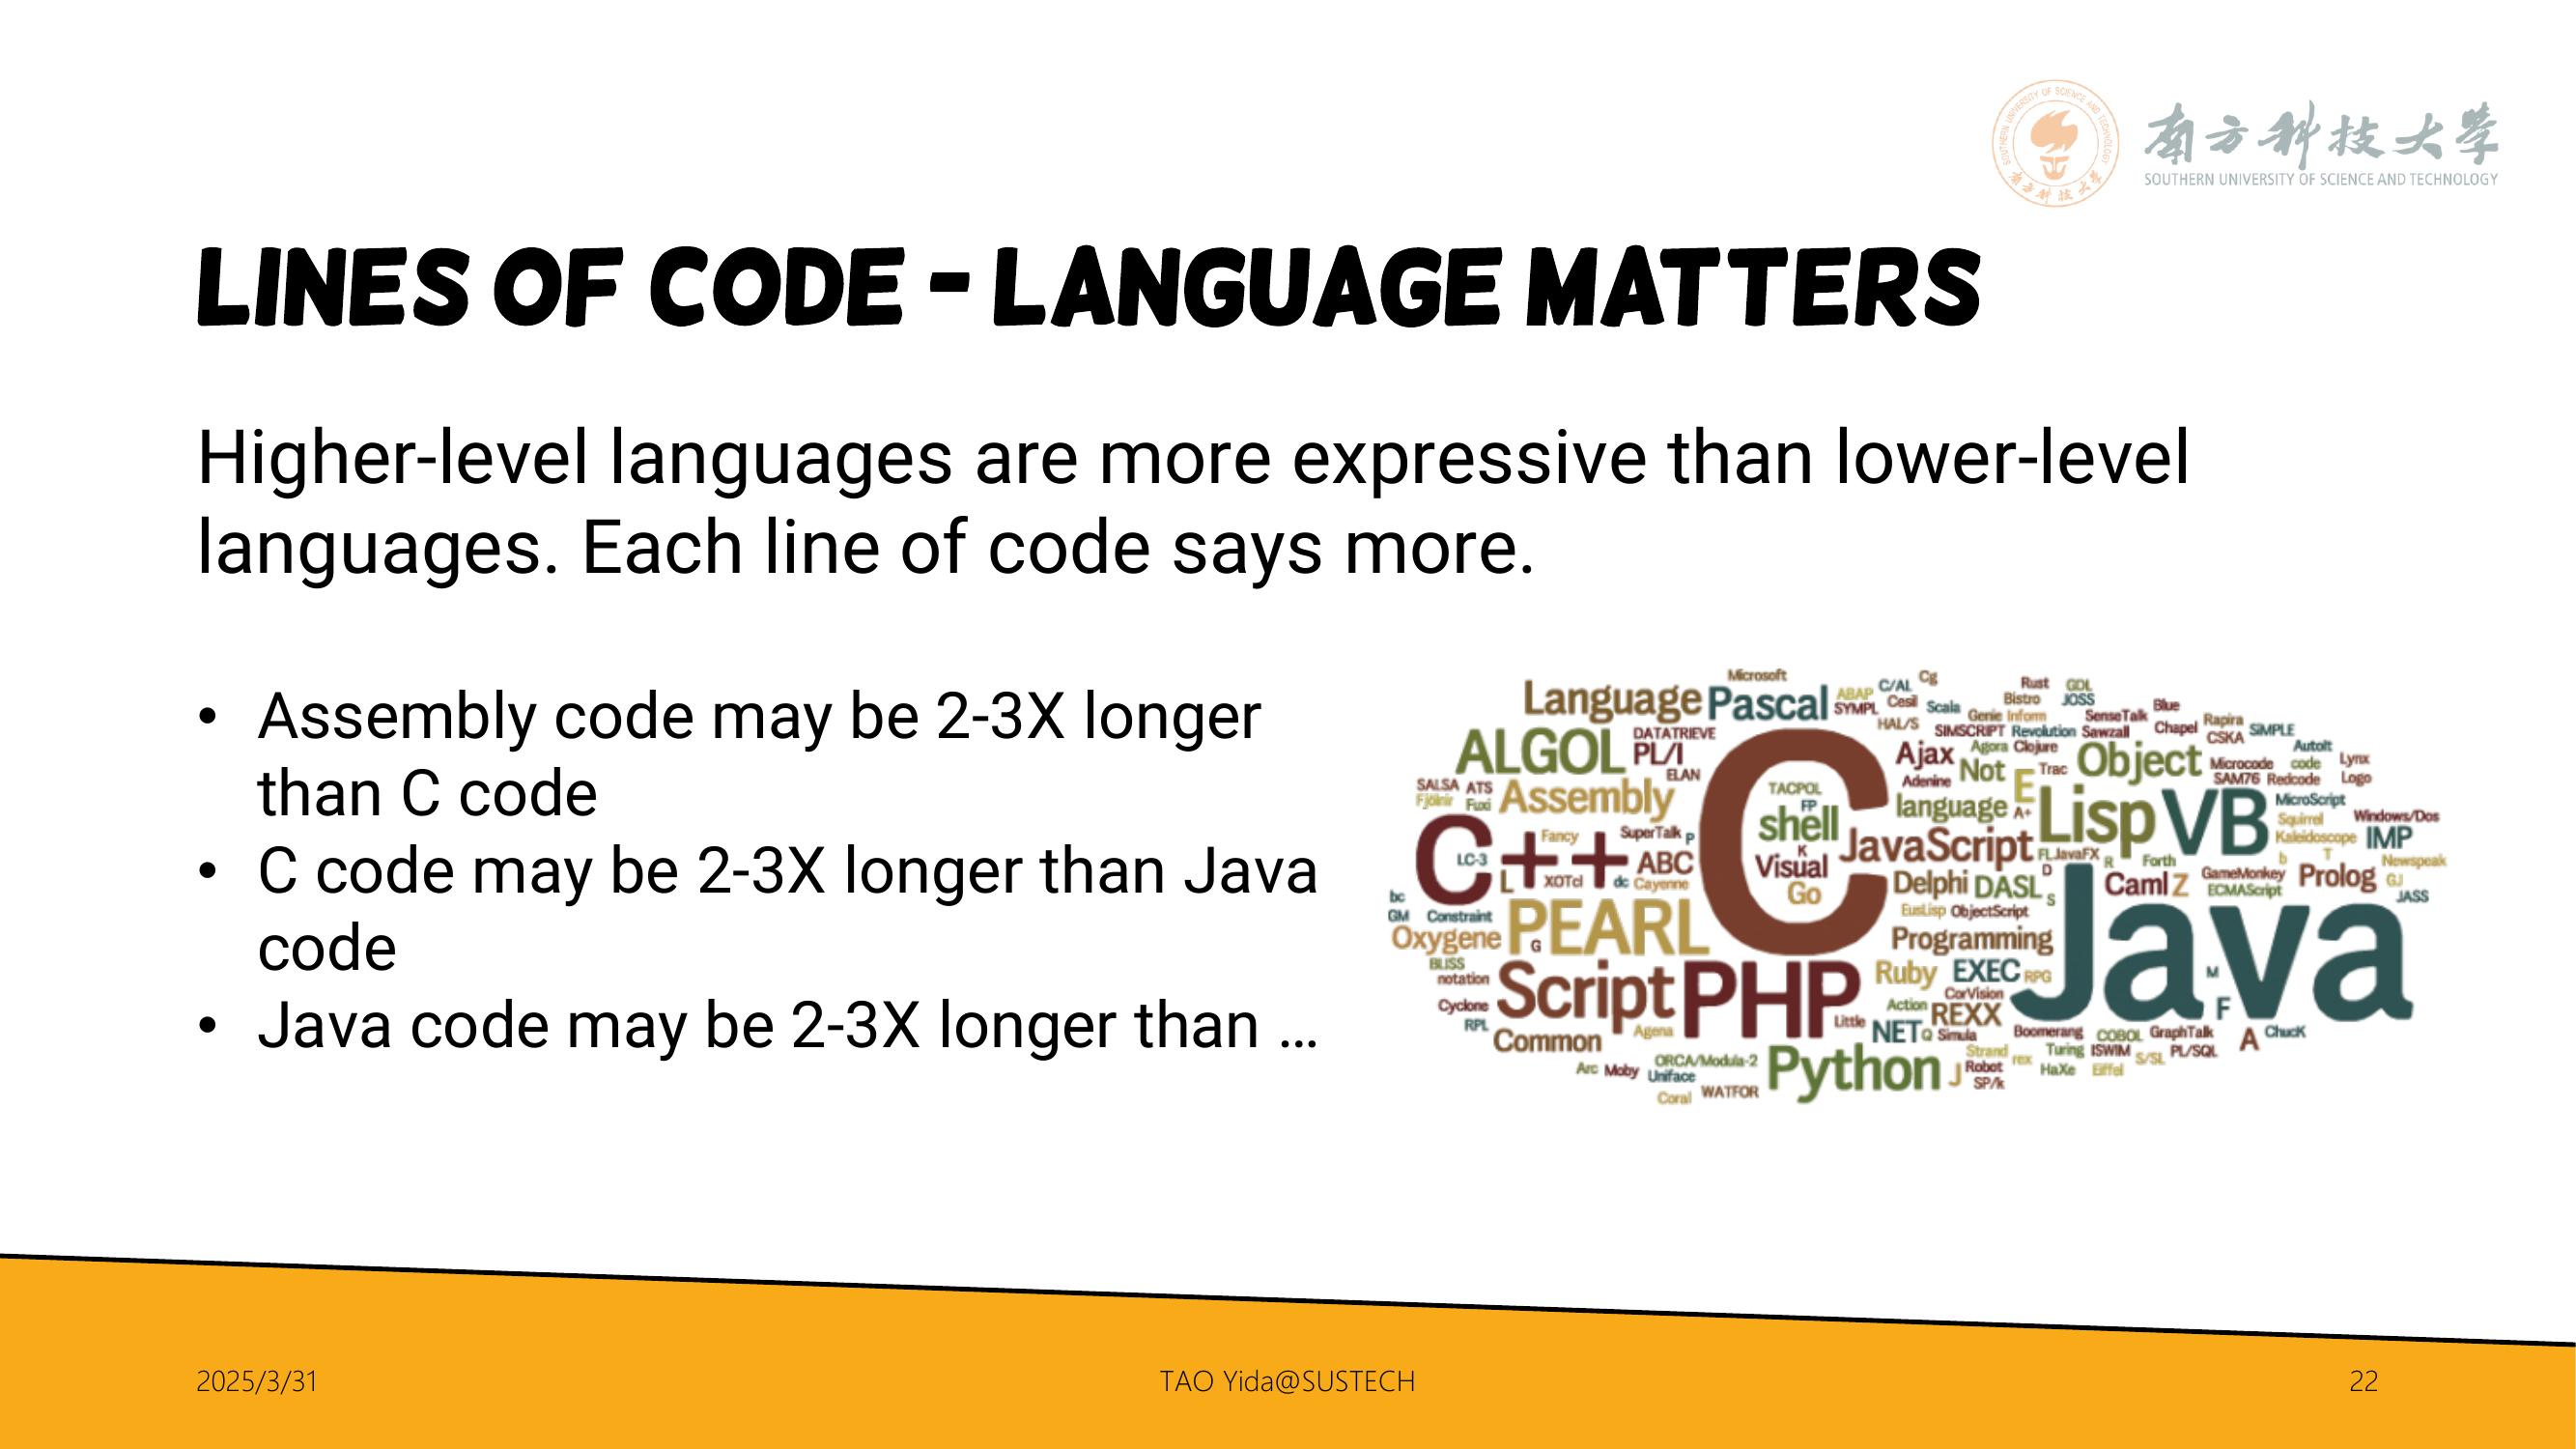 南方科技大学
SOUTHERN UNIVERSITY OF SCIENCE AND TECHNOLOGY
LINES OF CODE - LANGUAGE MATTERS
Higher-level languages are more expressive than lower-level
languages. Each line of code says more.
• Assembly code may be 2-3X longer
than C code
• C code may be 2-3X longer than Java
code
• Java code may be 2-3X longer than …
Microsoft
Language Pascal ABAP C/AL Cg Rust GDL
SYMPL Cesil Scala Bistro JOSS Blue
HAL/S Genie Inform SenseTalk Chapel Rapira
SIMSCRIPT Revolution Sawzall CSKA SiMPLE
ALGOL DATATRIEVE PL/I ELAN
Ajax Agora Clojure Object AutoIt
Adenine Not E Trac Microcode code Lynx
SAM76 Redcode Logo
SALSA ATS Assembly TACPOL
Fjölnir Fuxi FP shell language A+ Lisp VB MicroScript
Squirrel Windows/Dos
Kaleidoscope IMP
C++ Fancy SuperTalk P C K JavaScript
LC-3 L XOTcl dc ABC Cayenne Visual Go
FL JavaFX R Forth b T Newspeak
Delphi DASL D S Caml Z GameMonkey Prolog GJ
ECMAScript JASS
bc GM Constraint PEARL EusLisp ObjectScript
Oxygene G Programming Java
BLISS notation Script PHP Ruby EXEC RPG M
Cyclone CorVision F
RPL Action REXX
Common Agena Little NET Q Simula Boomerang COBOL GraphTalk A ChucK
Strand rex Turing ISWIM S/SL PL/SQL
Arc Moby ORCA/Modula-2 Python J Robot HaXe Eiffel
Uniface SP/k
Coral WATFOR
2025/3/31
TAO Yida@SUSTECH
22